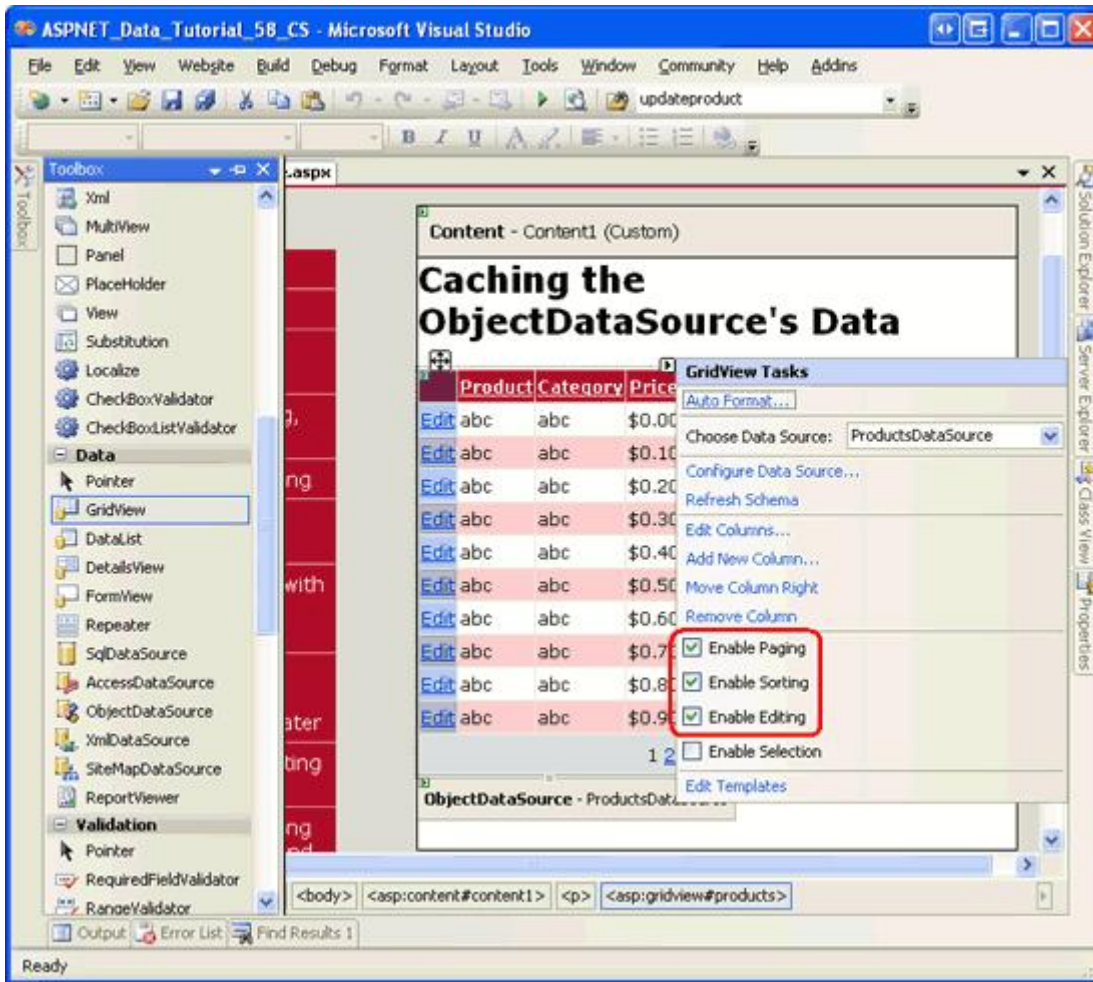 ASPNET_Data_Tutorial_58_CS - Microsoft Visual Studio
File Edit View Website Build Debug Format Layout Tools Window Community Help Addins
updateproduct
B I U A
Toolbox
Toolbox
Xml
MultiView
Panel
PlaceHolder
View
Substitution
Localize
CheckBoxValidator
CheckBoxListValidator
Data
Pointer
GridView
DataList
DetailsView
FormView
Repeater
SqlDataSource
AccessDataSource
ObjectDataSource
XmlDataSource
SiteMapDataSource
ReportViewer
Validation
Pointer
RequiredFieldValidator
RangeValidator
.aspx
g,
ng
with
ater
ting
ng
Content - Content1 (Custom)
Caching the
ObjectDataSource's Data
Product Category Price
Edit abc abc $0.00
Edit abc abc $0.10
Edit abc abc $0.20
Edit abc abc $0.30
Edit abc abc $0.40
Edit abc abc $0.50
Edit abc abc $0.60
Edit abc abc $0.70
Edit abc abc $0.80
Edit abc abc $0.90
1 2
ObjectDataSource - ProductsDataSource
GridView Tasks
Auto Format...
Choose Data Source: ProductsDataSource
Configure Data Source...
Refresh Schema
Edit Columns...
Add New Column...
Move Column Right
Remove Column
Enable Paging
Enable Sorting
Enable Editing
Enable Selection
Edit Templates
Solution Explorer
Server Explorer
Class View
Properties
<body> <asp:content#content1> <p> <asp:gridview#products>
Output Error List Find Results 1
Ready